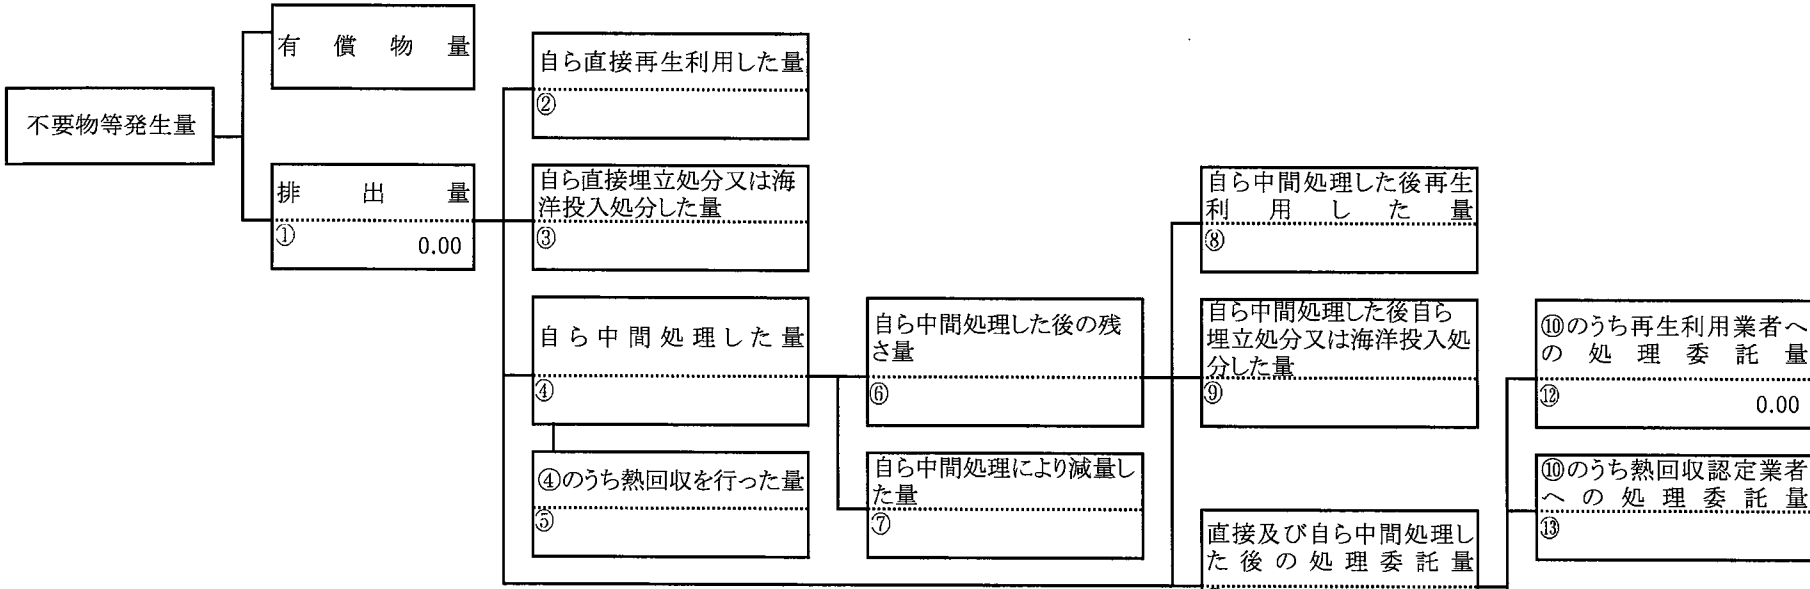 有償物量
不要物等発生量
排出量
①
0.00
自ら直接再生利用した量
②
自ら直接埋立処分又は海
洋投入処分した量
③
自ら中間処理した量
④
④のうち熱回収を行った量
⑤
自ら中間処理した後の残
さ量
⑥
自ら中間処理により減量し
た量
⑦
自ら中間処理した後再生
利用した量
⑧
自ら中間処理した後自ら
埋立処分又は海洋投入処
分した量
⑨
直接及び自ら中間処理し
た後の処理委託量
⑩のうち再生利用業者へ
の処理委託量
⑫
0.00
⑩のうち熱回収認定業者
への処理委託量
⑬